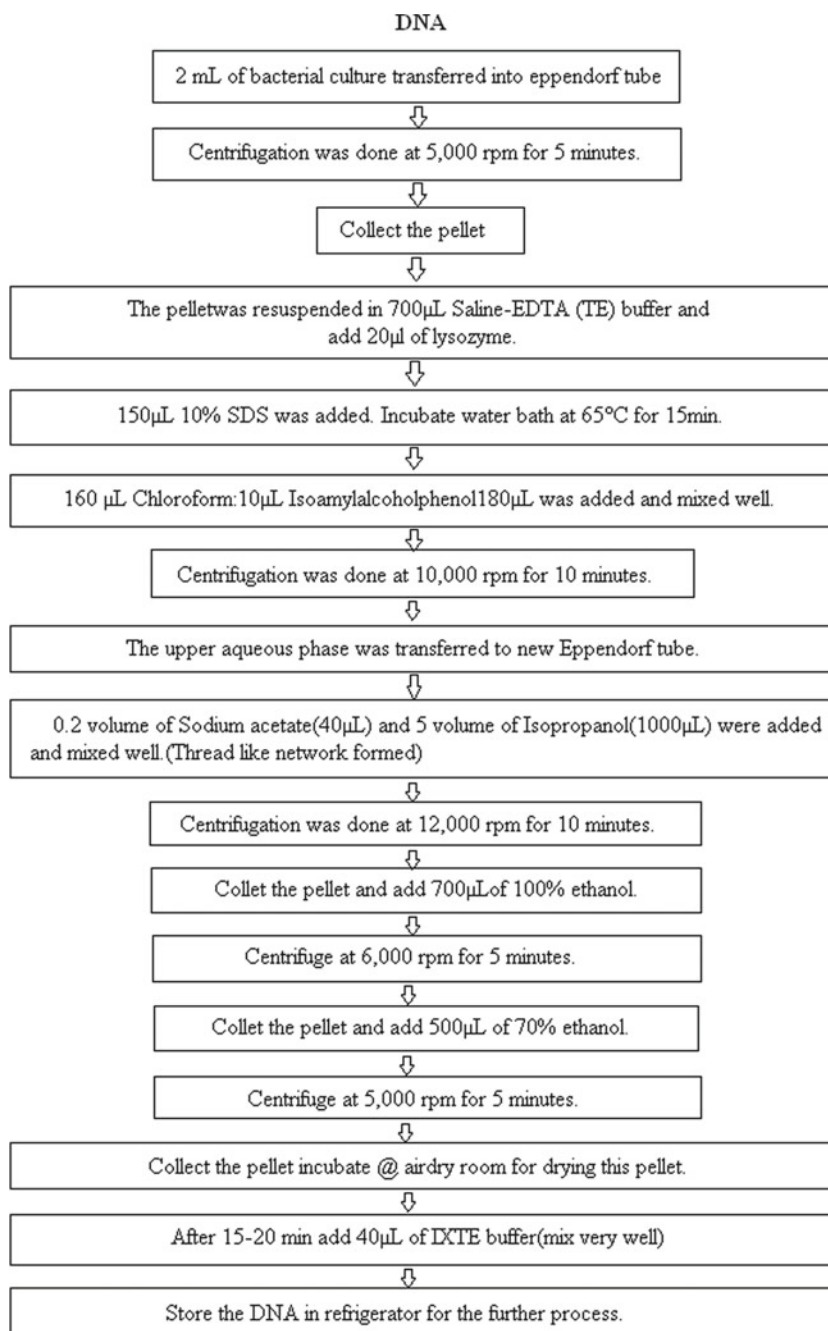 DNA
2 mL of bacterial culture transferred into eppendorf tube
Centrifugation was done at 5,000 rpm for 5 minutes.
Collect the pellet
The pelletwas resuspended in 700µL Saline-EDTA (TE) buffer and
add 20µl of lysozyme.
150µL 10% SDS was added. Incubate water bath at 65°C for 15min.
160 µL Chloroform:10µL Isoamylalcoholphenol180µL was added and mixed well.
Centrifugation was done at 10,000 rpm for 10 minutes.
The upper aqueous phase was transferred to new Eppendorf tube.
0.2 volume of Sodium acetate(40µL) and 5 volume of Isopropanol(1000µL) were added
and mixed well.(Thread like network formed)
Centrifugation was done at 12,000 rpm for 10 minutes.
Collet the pellet and add 700µLof 100% ethanol.
Centrifuge at 6,000 rpm for 5 minutes.
Collet the pellet and add 500µL of 70% ethanol.
Centrifuge at 5,000 rpm for 5 minutes.
Collect the pellet incubate @ airdry room for drying this pellet.
After 15-20 min add 40µL of IXTE buffer(mix very well)
Store the DNA in refrigerator for the further process.